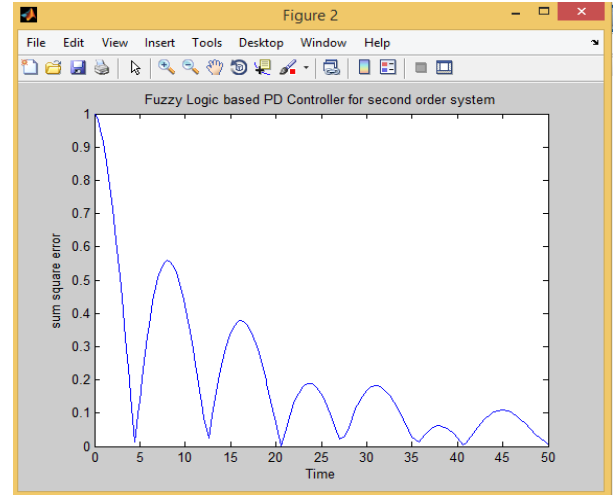 Figure 2
File Edit View Insert Tools Desktop Window Help
Fuzzy Logic based PD Controller for second order system
1
0.9
0.8
0.7
0.6
0.5
0.4
0.3
0.2
0.1
0
sum square error
0 5 10 15 20 25 30 35 40 45 50
Time